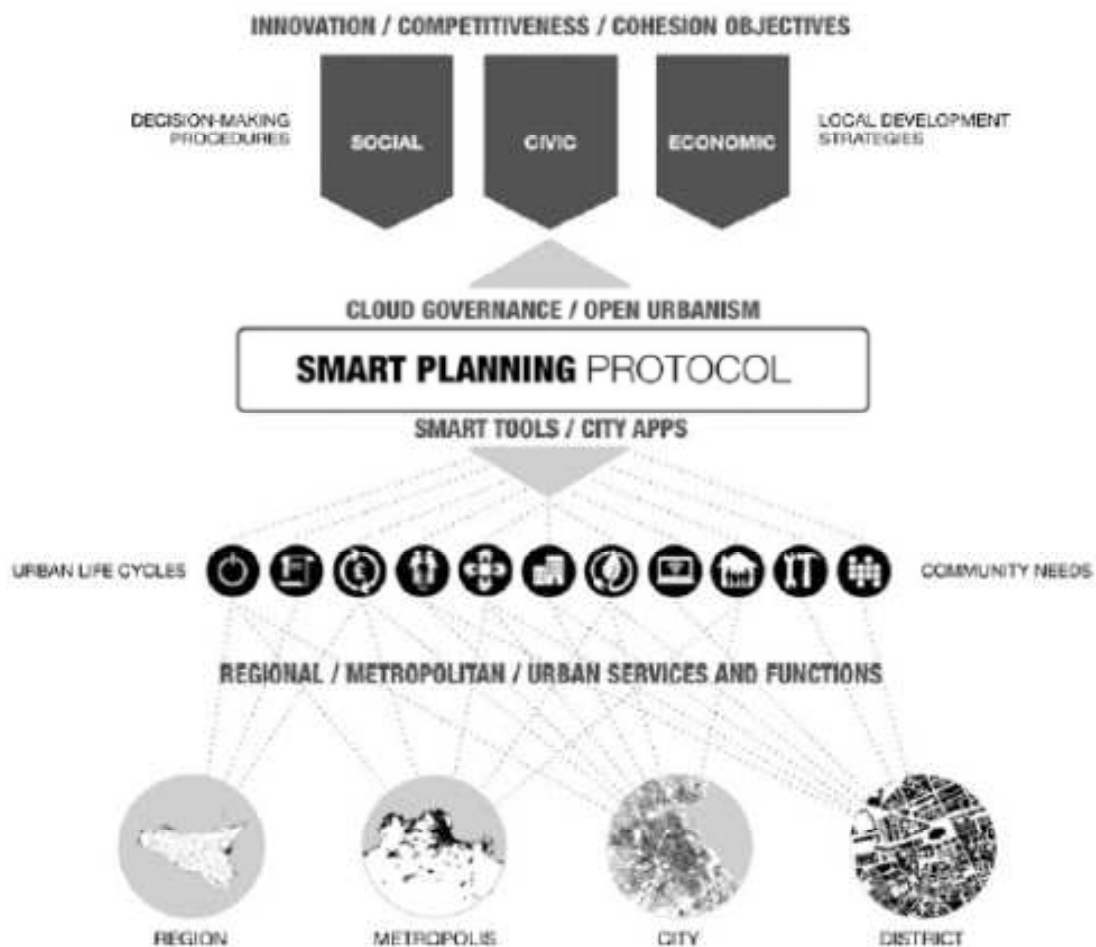 INNOVATION / COMPETITIVENESS / COHESION OBJECTIVES
DECISION-MAKING
PROCEDURES
SOCIAL
CIVIC
ECONOMIC
LOCAL DEVELOPMENT
STRATEGIES
CLOUD GOVERNANCE / OPEN URBANISM
SMART PLANNING PROTOCOL
SMART TOOLS / CITY APPS
URBAN LIFE CYCLES
COMMUNITY NEEDS
REGIONAL / METROPOLITAN / URBAN SERVICES AND FUNCTIONS
REGION
METROPOLIS
CITY
DISTRICT